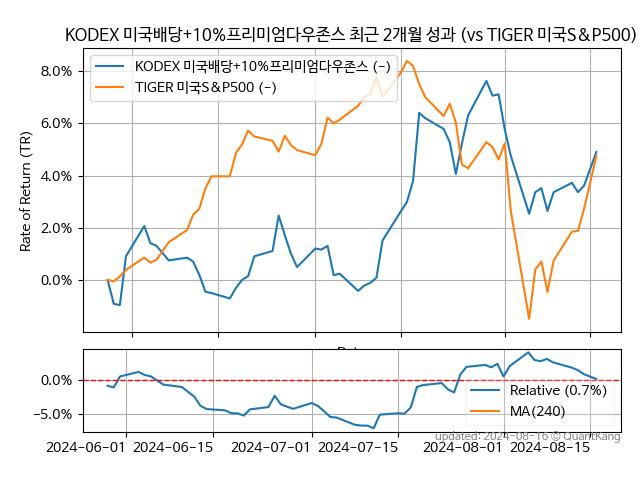 KODEX 미국배당+10%프리미엄다우존스 최근 2개월 성과 (vs TIGER 미국S&P500)
KODEX 미국배당+10%프리미엄다우존스 (-)
TIGER 미국S&P500 (-)
Rate of Return (TR)
8.0%
6.0%
4.0%
2.0%
0.0%
0.0%
−5.0%
Relative (0.7%)
MA(240)
updated: 2024-08-16 © QuantKang
2024-06-01
2024-06-15
2024-07-01
2024-07-15
2024-08-01
2024-08-15